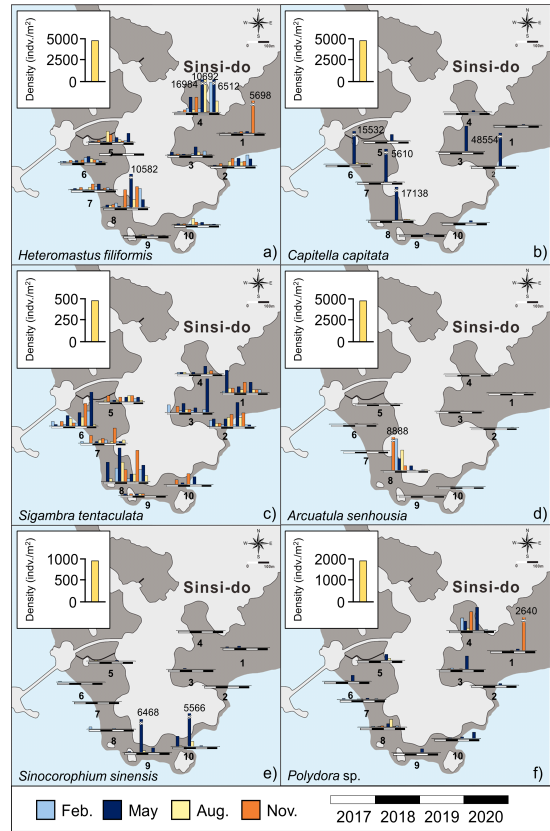 Density (indv./m²)
5000
2500
0
Sinsi-do
N
W E
S
0 100m
10692
16984 6512
5698
10582
4
1
5
3
6
2
7
8
9
10
Heteromastus filiformis a)
Density (indv./m²)
5000
2500
0
Sinsi-do
N
W E
S
0 100m
15532
5610
48554
17138
4
1
5
3
6
2
7
8
9
10
Capitella capitata b)
Density (indv./m²)
500
250
0
Sinsi-do
N
W E
S
4
1
5
3
6
2
7
8
9
10
Sigambra tentaculata c)
Density (indv./m²)
5000
2500
0
Sinsi-do
N
W E
S
8888
4
1
5
3
6
2
7
8
9
10
Arcuatula senhousia d)
Density (indv./m²)
1000
500
0
Sinsi-do
N
W E
S
6468
5566
4
1
5
3
6
2
7
8
9
10
Sinocorophium sinensis e)
Density (indv./m²)
2000
1000
0
Sinsi-do
N
W E
S
2640
4
1
5
3
6
2
7
8
9
10
Polydora sp. f)
Feb. May Aug. Nov.
2017 2018 2019 2020